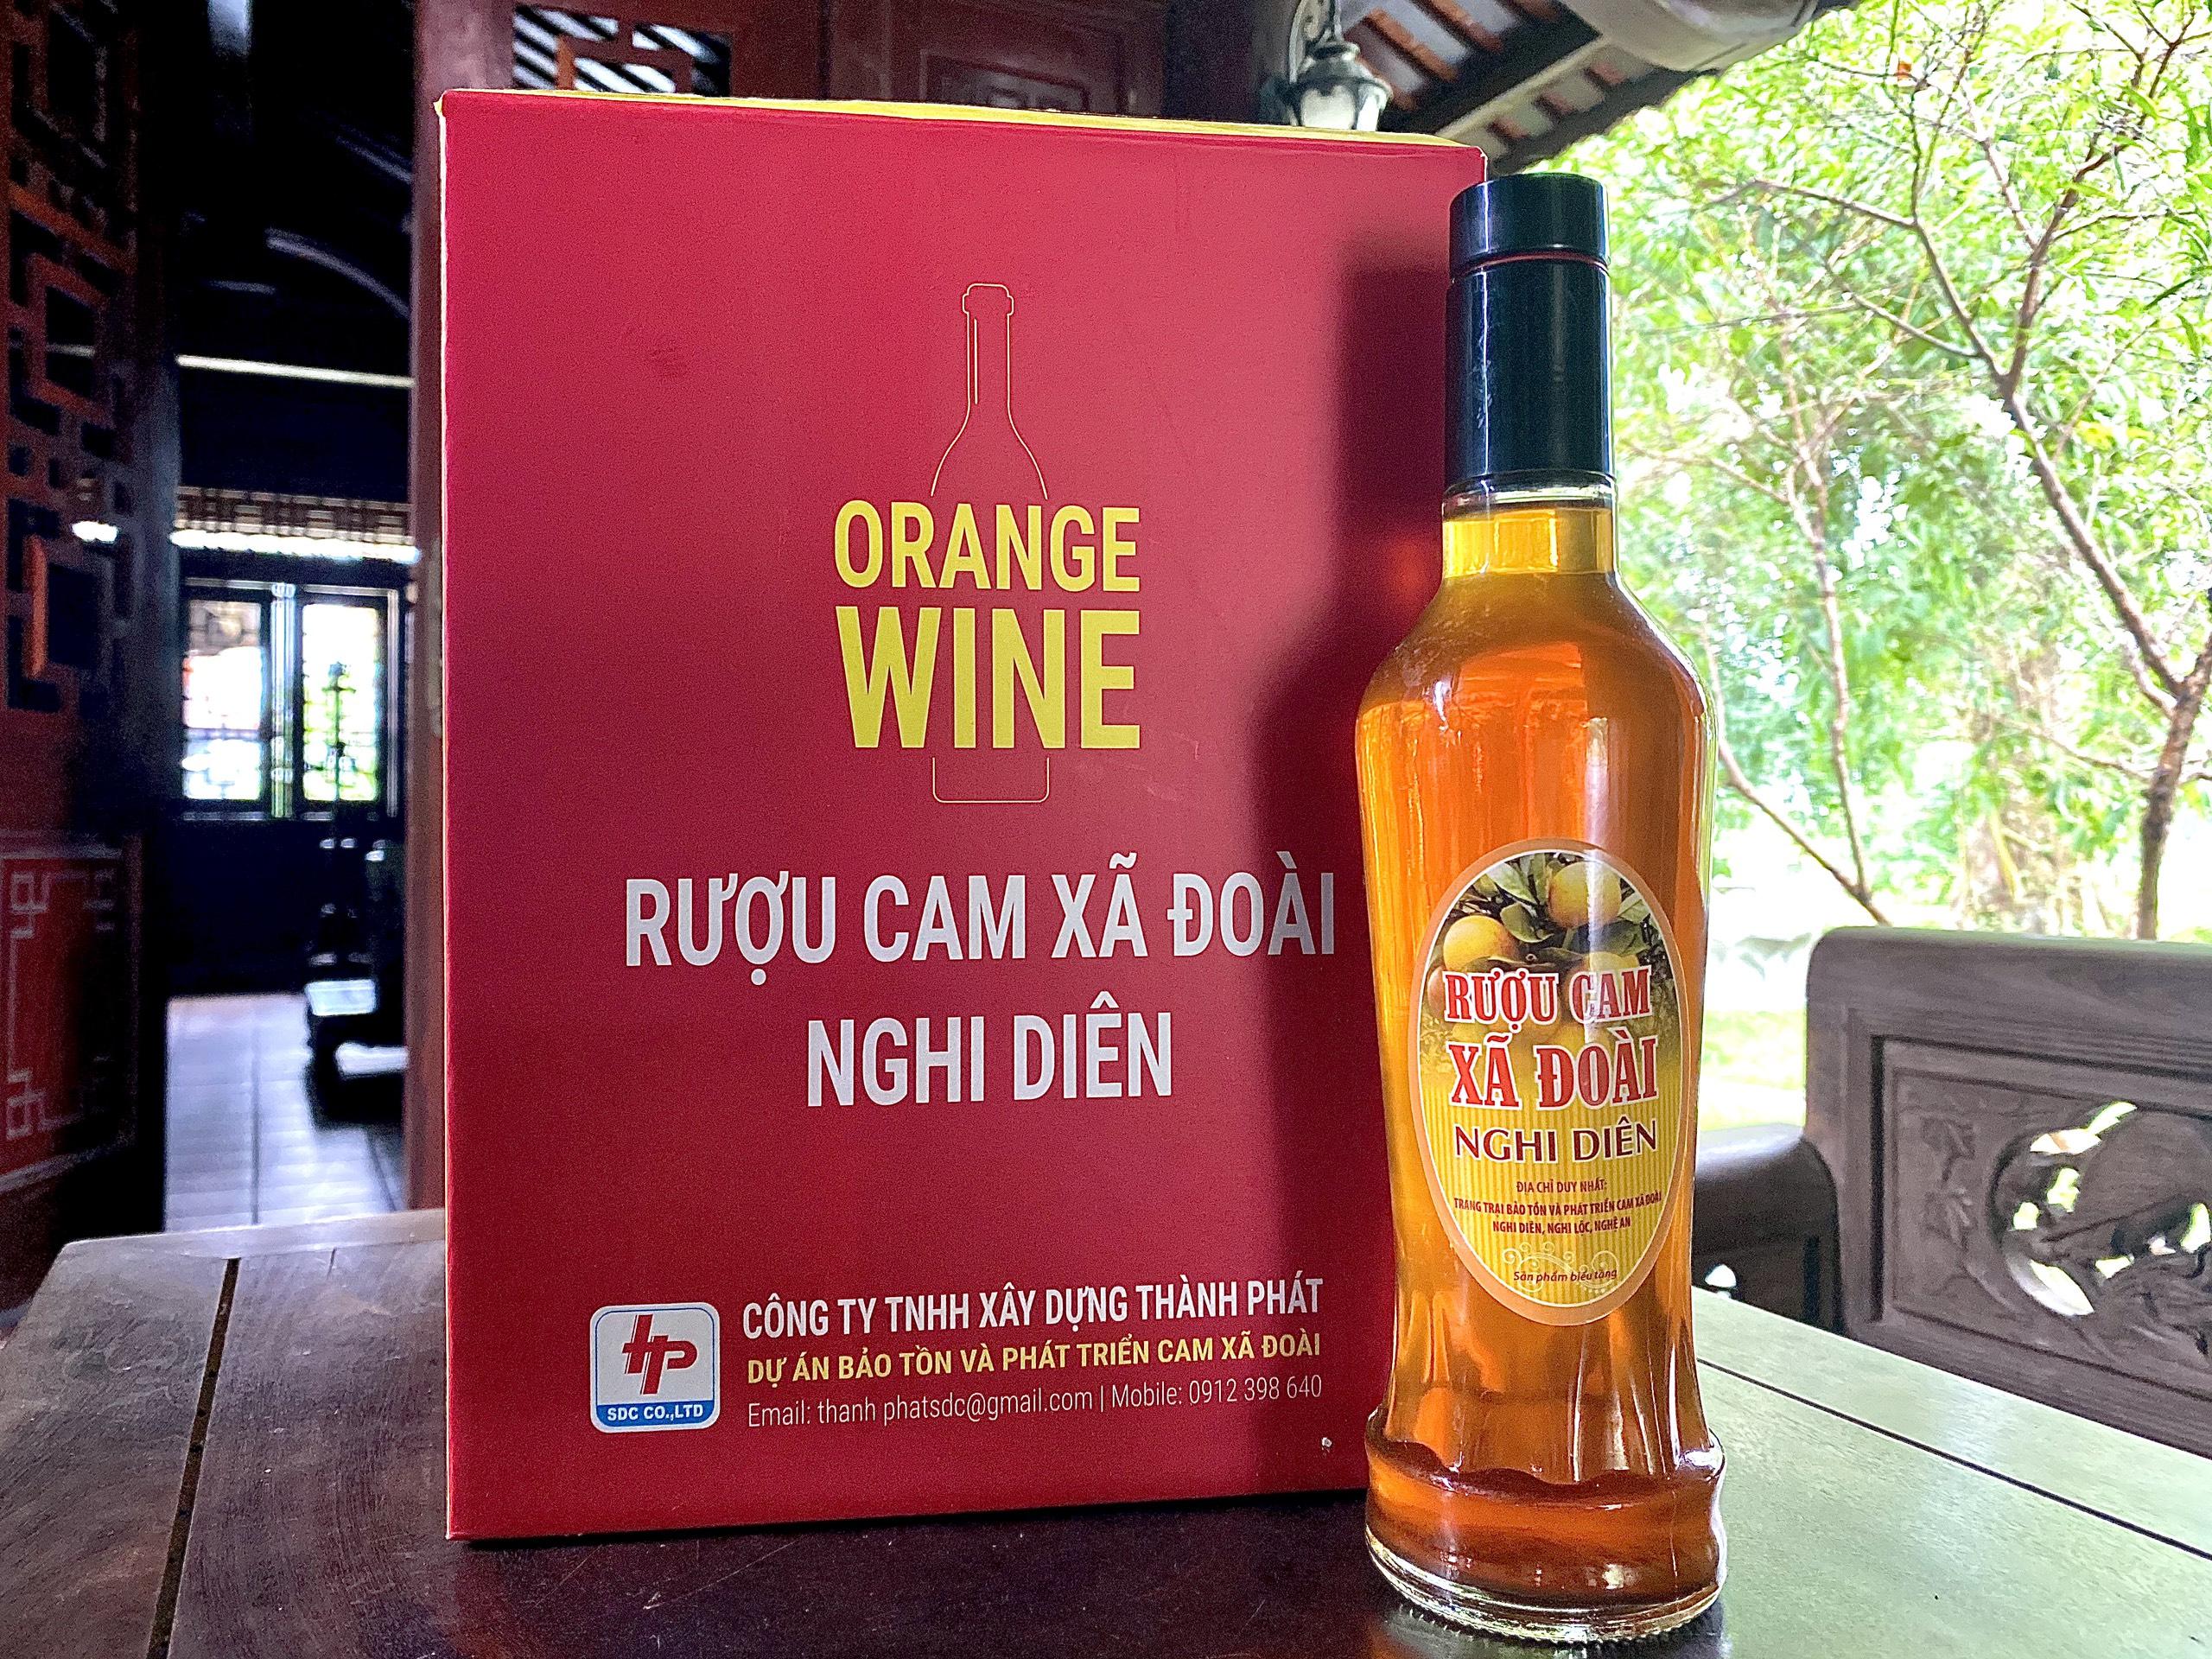 ORANGE
WINE
RƯỢU CAM XÃ ĐOÀI
NGHI DIÊN
CÔNG TY TNHH XÂY DỰNG THÀNH PHÁT
DỰ ÁN BẢO TỒN VÀ PHÁT TRIỂN CAM XÃ ĐOÀI
Email: thanh phatsdc@gmail.com | Mobile: 0912 398 640
SDC CO.,LTD
RƯỢU CAM
XÃ ĐOÀI
NGHI DIÊN
ĐỊA CHỈ DUY NHẤT:
TRANG TRẠI BẢO TỒN VÀ PHÁT TRIỂN CAM XÃ ĐOÀI
NGHI DIÊN, NGHI LỘC, NGHỆ AN
Sản phẩm biếu tặng